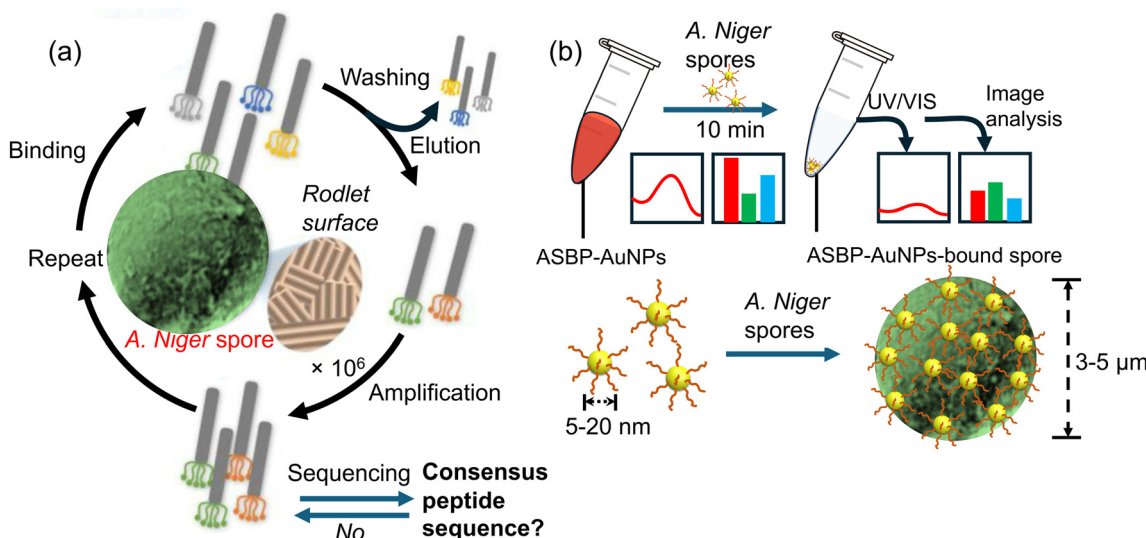 (a)
Washing
Elution
Binding
Rodlet
surface
Repeat
A. Niger spore
× 10⁶
Amplification
Sequencing
No
Consensus
peptide
sequence?
(b)
A. Niger
spores
10 min
UV/VIS
Image
analysis
ASBP-AuNPs
ASBP-AuNPs-bound spore
A. Niger
spores
5-20 nm
3-5 μm